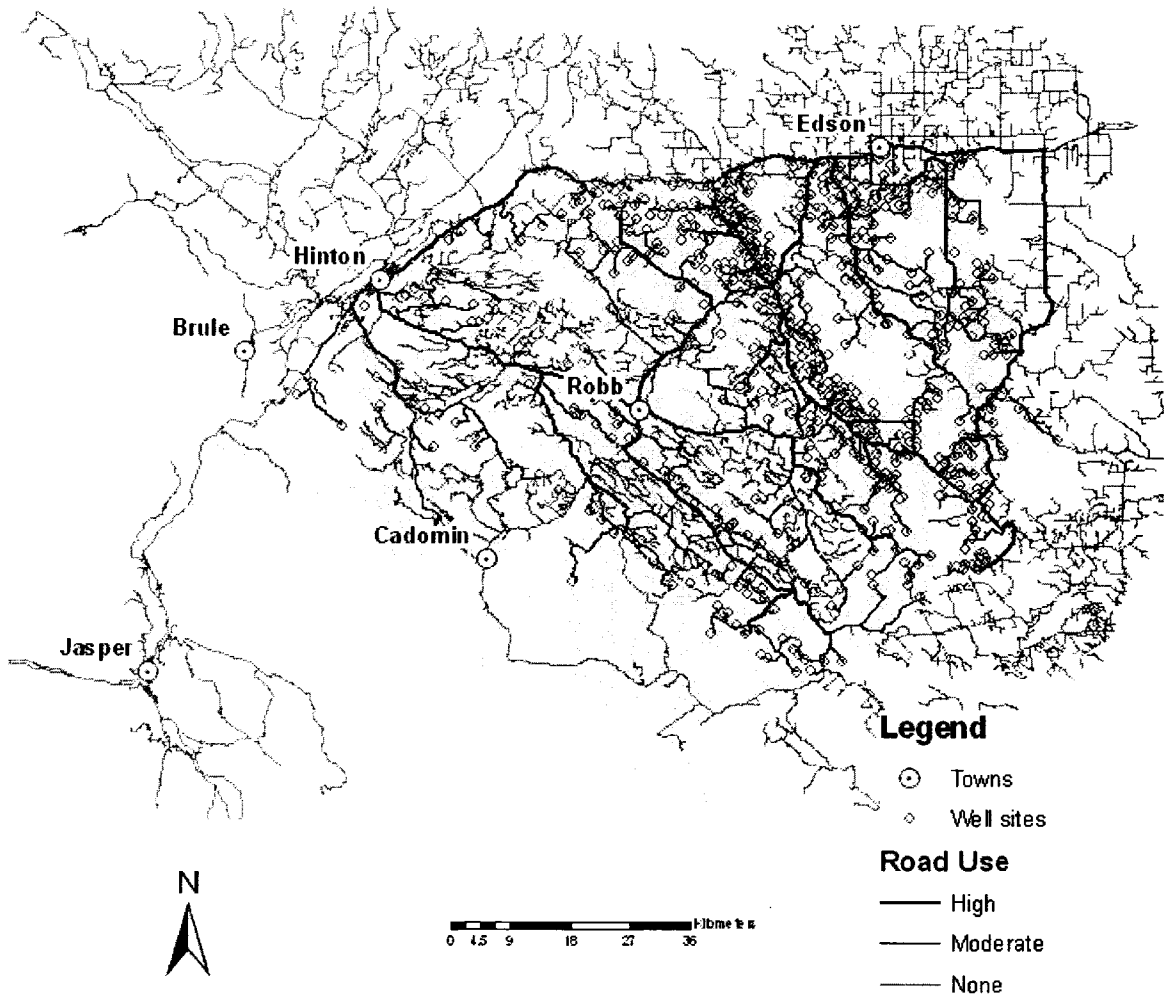 Edson
Hinton
Brule
Robb
Cadomin
Jasper
Legend
Towns
Well sites
Road Use
High
Moderate
None
N
Kilometers
0 4.5 9 18 27 36